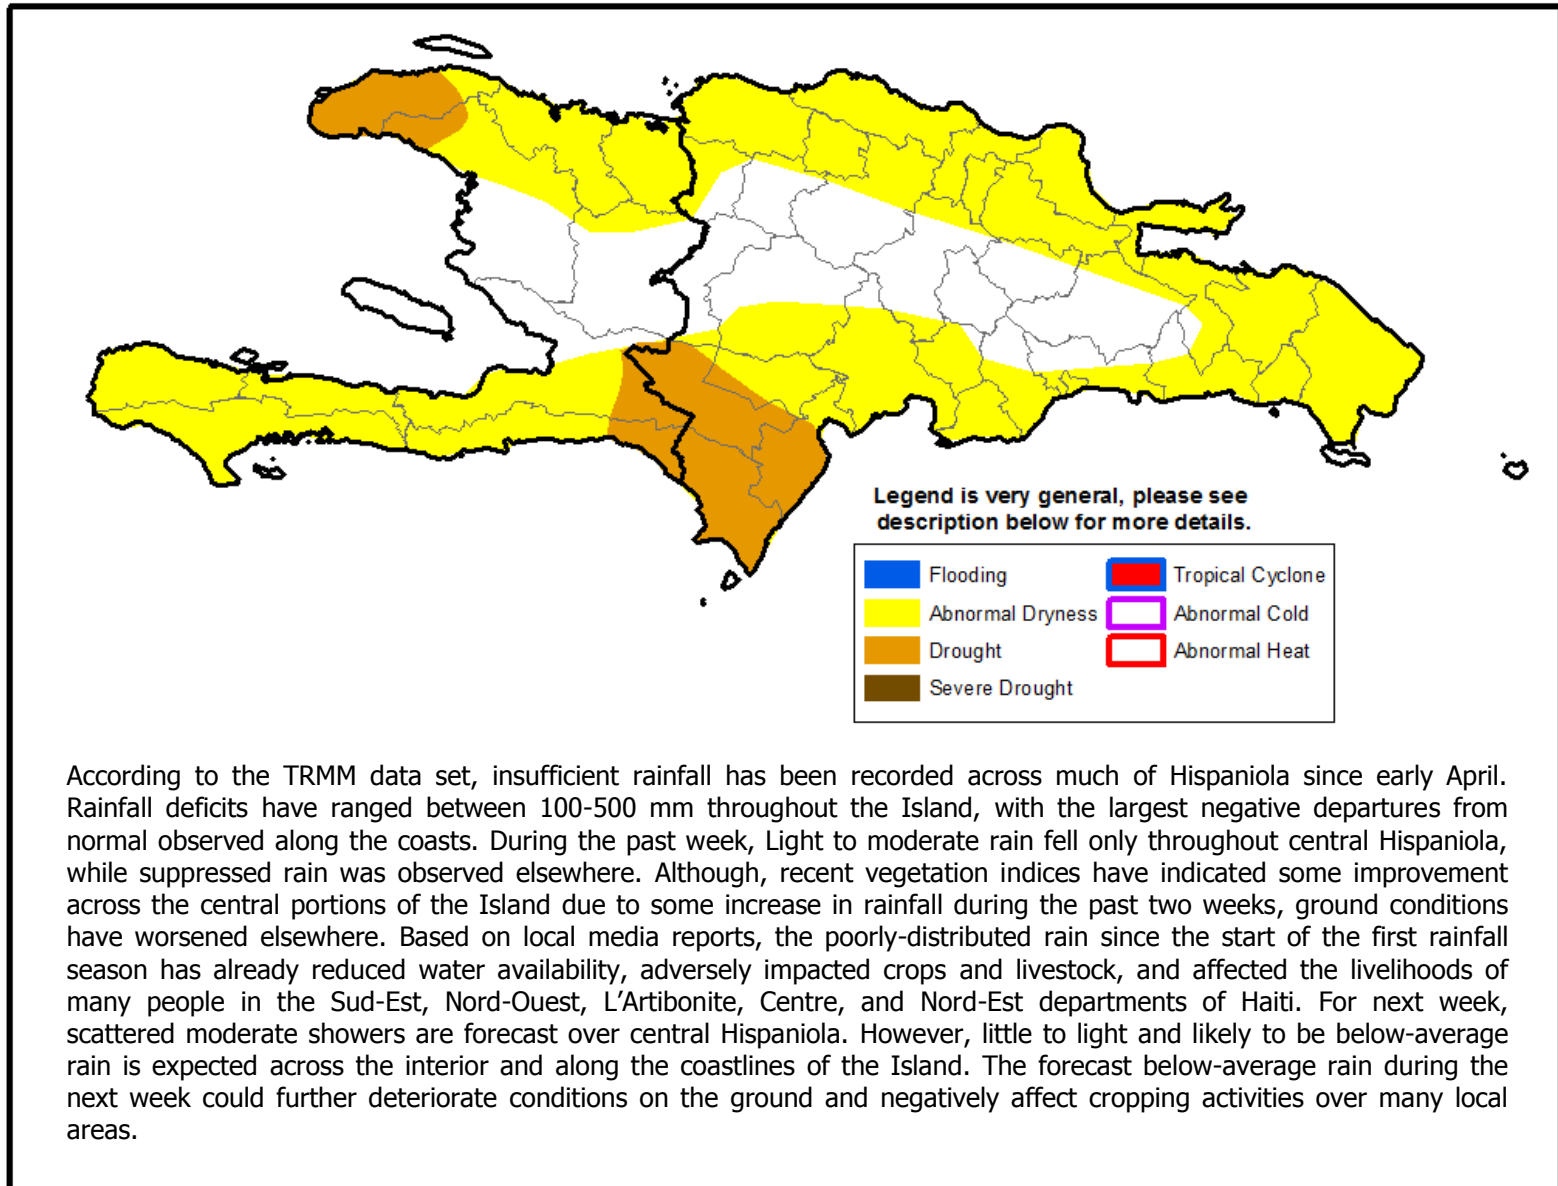 Legend is very general, please see
description below for more details.
Flooding
Tropical Cyclone
Abnormal Dryness
Abnormal Cold
Drought
Abnormal Heat
Severe Drought
According to the TRMM data set, insufficient rainfall has been recorded across much of Hispaniola since early April.
Rainfall deficits have ranged between 100-500 mm throughout the Island, with the largest negative departures from
normal observed along the coasts. During the past week, Light to moderate rain fell only throughout central Hispaniola,
while suppressed rain was observed elsewhere. Although, recent vegetation indices have indicated some improvement
across the central portions of the Island due to some increase in rainfall during the past two weeks, ground conditions
have worsened elsewhere. Based on local media reports, the poorly-distributed rain since the start of the first rainfall
season has already reduced water availability, adversely impacted crops and livestock, and affected the livelihoods of
many people in the Sud-Est, Nord-Ouest, L’Artibonite, Centre, and Nord-Est departments of Haiti. For next week,
scattered moderate showers are forecast over central Hispaniola. However, little to light and likely to be below-average
rain is expected across the interior and along the coastlines of the Island. The forecast below-average rain during the
next week could further deteriorate conditions on the ground and negatively affect cropping activities over many local
areas.